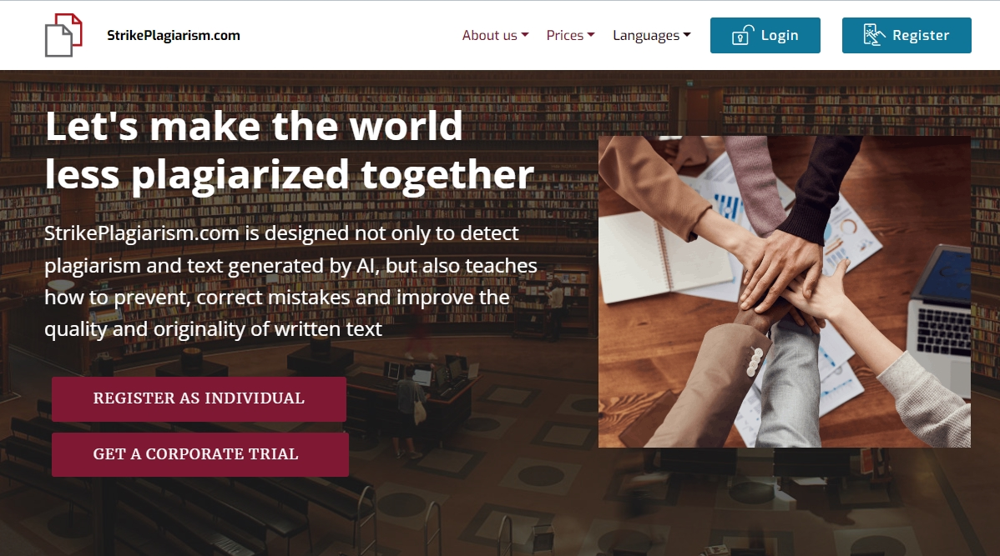 StrikePlagiarism.com
About us
Prices
Languages
Login
Register
Let's make the world
less plagiarized together
StrikePlagiarism.com is designed not only to detect
plagiarism and text generated by AI, but also teaches
how to prevent, correct mistakes and improve the
quality and originality of written text
REGISTER AS INDIVIDUAL
GET A CORPORATE TRIAL